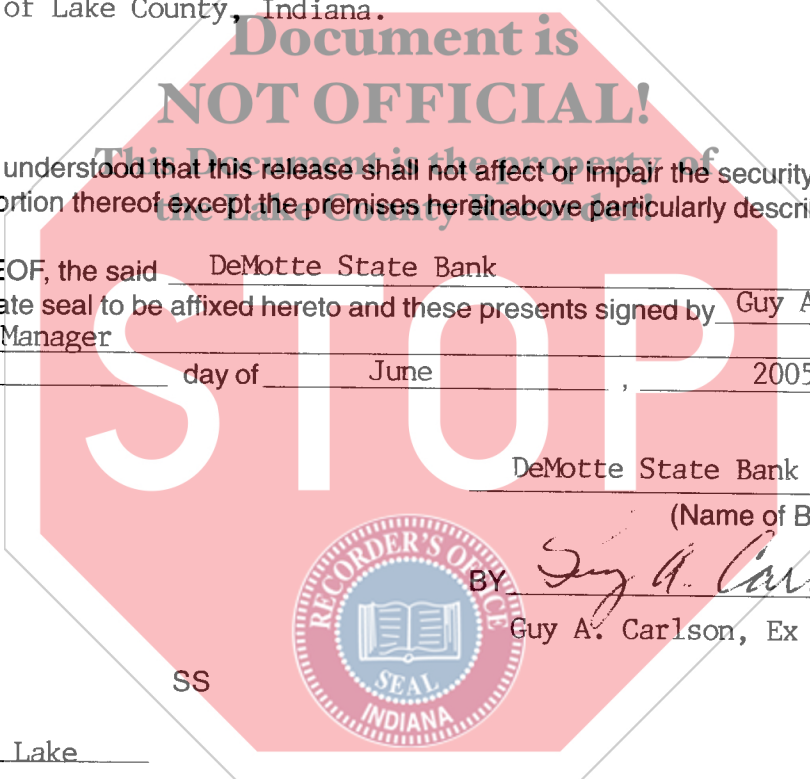 of Lake County, Indiana.
Document is
NOT OFFICIAL!
This Document is the property of
the Lake County Recorder!
understood that this release shall not affect or impair the security
ortion thereof except the premises hereinabove particularly descri
EOF, the said DeMotte State Bank
ate seal to be affixed hereto and these presents signed by Guy A
Manager
day of June , 2005
STOP
DeMotte State Bank
(Name of B
BY Guy A. Carl
Guy A. Carlson, Ex
RECORDER'S OFFICE
SEAL
INDIANA
SS
Lake